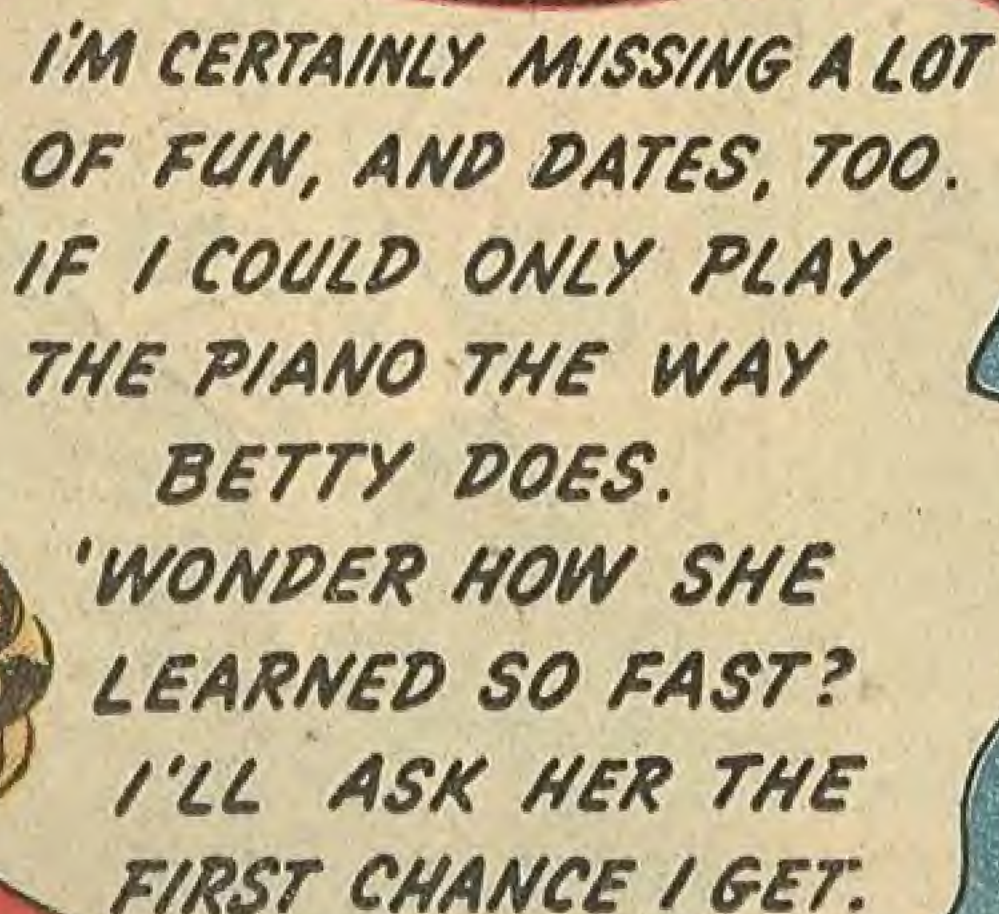 I'M CERTAINLY MISSING A LOT
OF FUN, AND DATES, TOO.
IF I COULD ONLY PLAY
THE PIANO THE WAY
BETTY DOES.
'WONDER HOW SHE
LEARNED SO FAST?
I'LL ASK HER THE
FIRST CHANCE I GET.